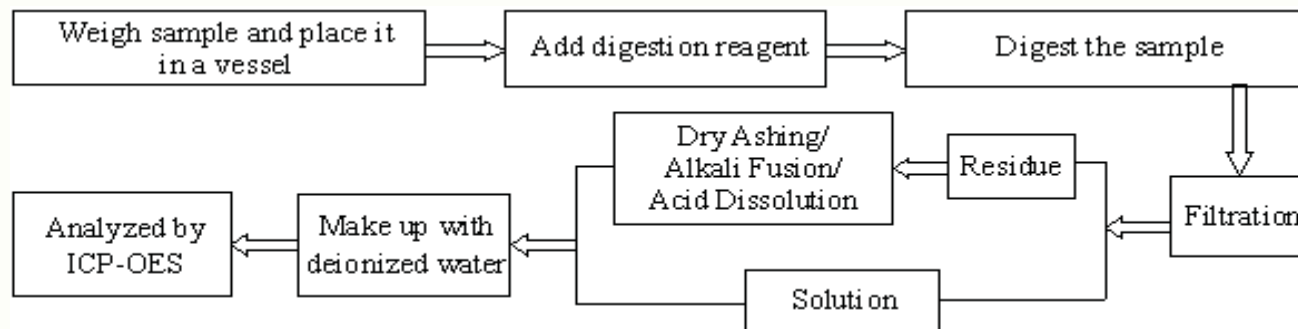 Weigh sample and place it
in a vessel
Add digestion reagent
Digest the sample
Filtration
Residue
Dry Ashing/
Alkali Fusion/
Acid Dissolution
Solution
Make up with
deionized water
Analyzed by
ICP-OES